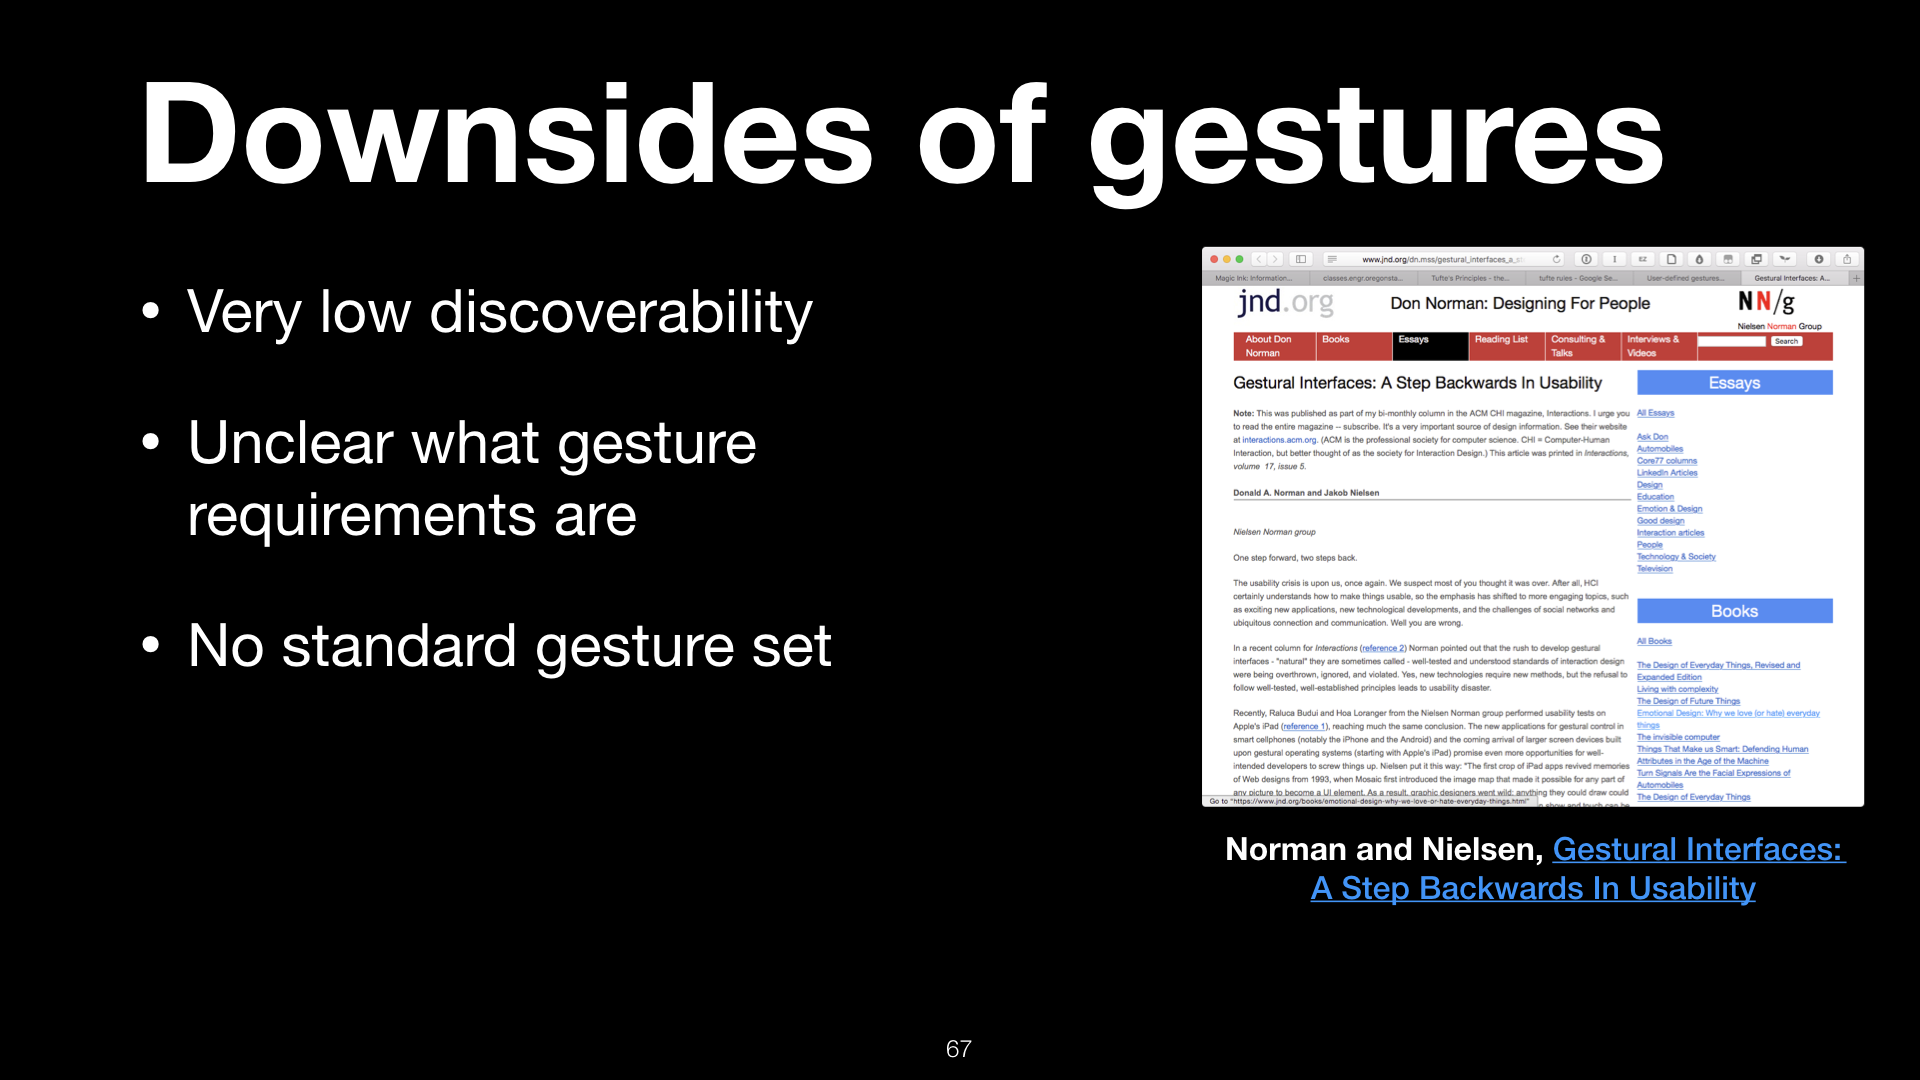 Downsides of gestures
• Very low discoverability
• Unclear what gesture
requirements are
• No standard gesture set
www.jnd.org/dn.mss/gestural_interfaces_a_s
Magic Ink: Information...
classes.engr.oregonsta...
Tufte's Principles - the...
tufte rules - Google Se...
User-defined gestures...
Gestural Interfaces: A...
jnd.org
Don Norman: Designing For People
NN/g
Nielsen Norman Group
About Don
Norman
Books
Essays
Reading List
Consulting &
Talks
Interviews &
Videos
Search
Gestural Interfaces: A Step Backwards In Usability
Note: This was published as part of my bi-monthly column in the ACM CHI magazine, Interactions. I urge you
to read the entire magazine -- subscribe. It's a very important source of design information. See their website
at interactions.acm.org. (ACM is the professional society for computer science. CHI = Computer-Human
Interaction, but better thought of as the society for Interaction Design.) This article was printed in Interactions,
volume 17, issue 5.
Donald A. Norman and Jakob Nielsen
Nielsen Norman group
One step forward, two steps back.
The usability crisis is upon us, once again. We suspect most of you thought it was over. After all, HCI
certainly understands how to make things usable, so the emphasis has shifted to more engaging topics, such
as exciting new applications, new technological developments, and the challenges of social networks and
ubiquitous connection and communication. Well you are wrong.
In a recent column for Interactions (reference 2) Norman pointed out that the rush to develop gestural
interfaces - "natural" they are sometimes called - well-tested and understood standards of interaction design
were being overthrown, ignored, and violated. Yes, new technologies require new methods, but the refusal to
follow well-tested, well-established principles leads to usability disaster.
Recently, Raluca Budui and Hoa Loranger from the Nielsen Norman group performed usability tests on
Apple's iPad (reference 1), reaching much the same conclusion. The new applications for gestural control in
smart cellphones (notably the iPhone and the Android) and the coming arrival of larger screen devices built
upon gestural operating systems (starting with Apple's iPad) promise even more opportunities for well-
intended developers to screw things up. Nielsen put it this way: "The first crop of iPad apps revived memories
of Web designs from 1993, when Mosaic first introduced the image map that made it possible for any part of
any picture to become a UI element. As a result, graphic designers went wild: anything they could draw could
Go to "https://www.jnd.org/books/emotional-design-why-we-love-or-hate-everyday-things.html"
n show and touch can be
Essays
All Essays
Ask Don
Automobiles
Core77 columns
LinkedIn Articles
Design
Education
Emotion & Design
Good design
Interaction articles
People
Technology & Society
Television
Books
All Books
The Design of Everyday Things, Revised and
Expanded Edition
Living with complexity
The Design of Future Things
Emotional Design: Why we love (or hate) everyday
things
The invisible computer
Things That Make us Smart: Defending Human
Attributes in the Age of the Machine
Turn Signals Are the Facial Expressions of
Automobiles
The Design of Everyday Things
Norman and Nielsen, Gestural Interfaces:
A Step Backwards In Usability
67